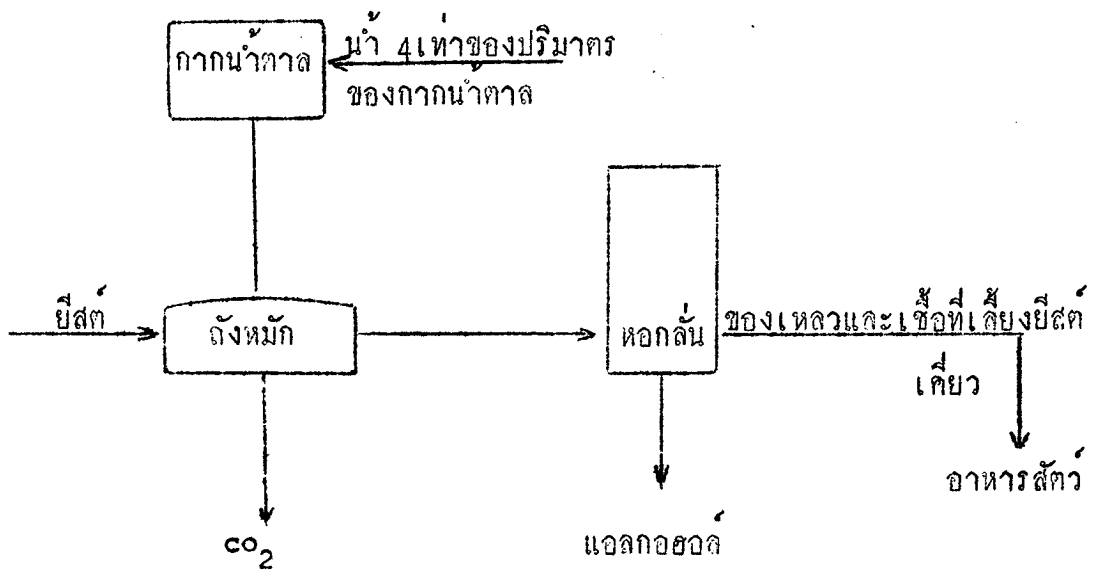 กากน้ำตาล
น้ำ 4เท่าของปริมาตร
ของกากน้ำตาล
ยีสต์
ถังหมัก
หอกลั่น
ของเหลวและเชื้อที่เลี้ยงยีสต์
เคี่ยว
อาหารสัตว์
CO2
แอลกอฮอล์